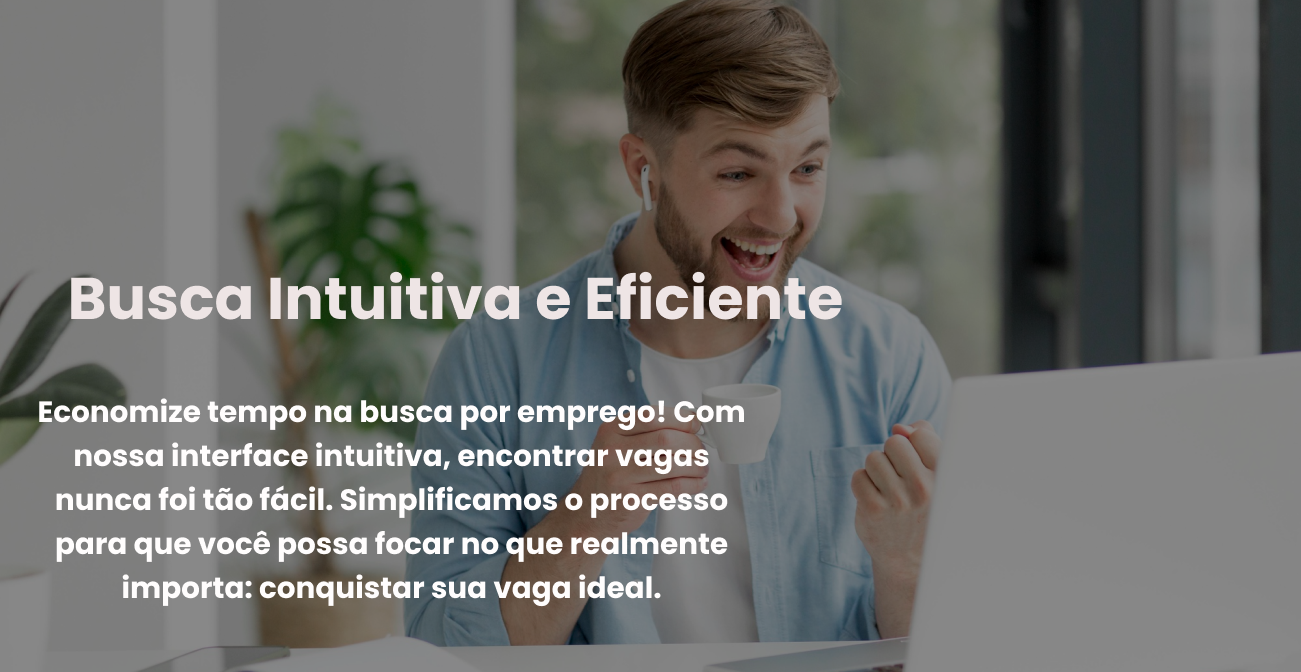 Busca Intuitiva e Eficiente
Economize tempo na busca por emprego! Com
nossa interface intuitiva, encontrar vagas
nunca foi tão fácil. Simplificamos o processo
para que você possa focar no que realmente
importa: conquistar sua vaga ideal.